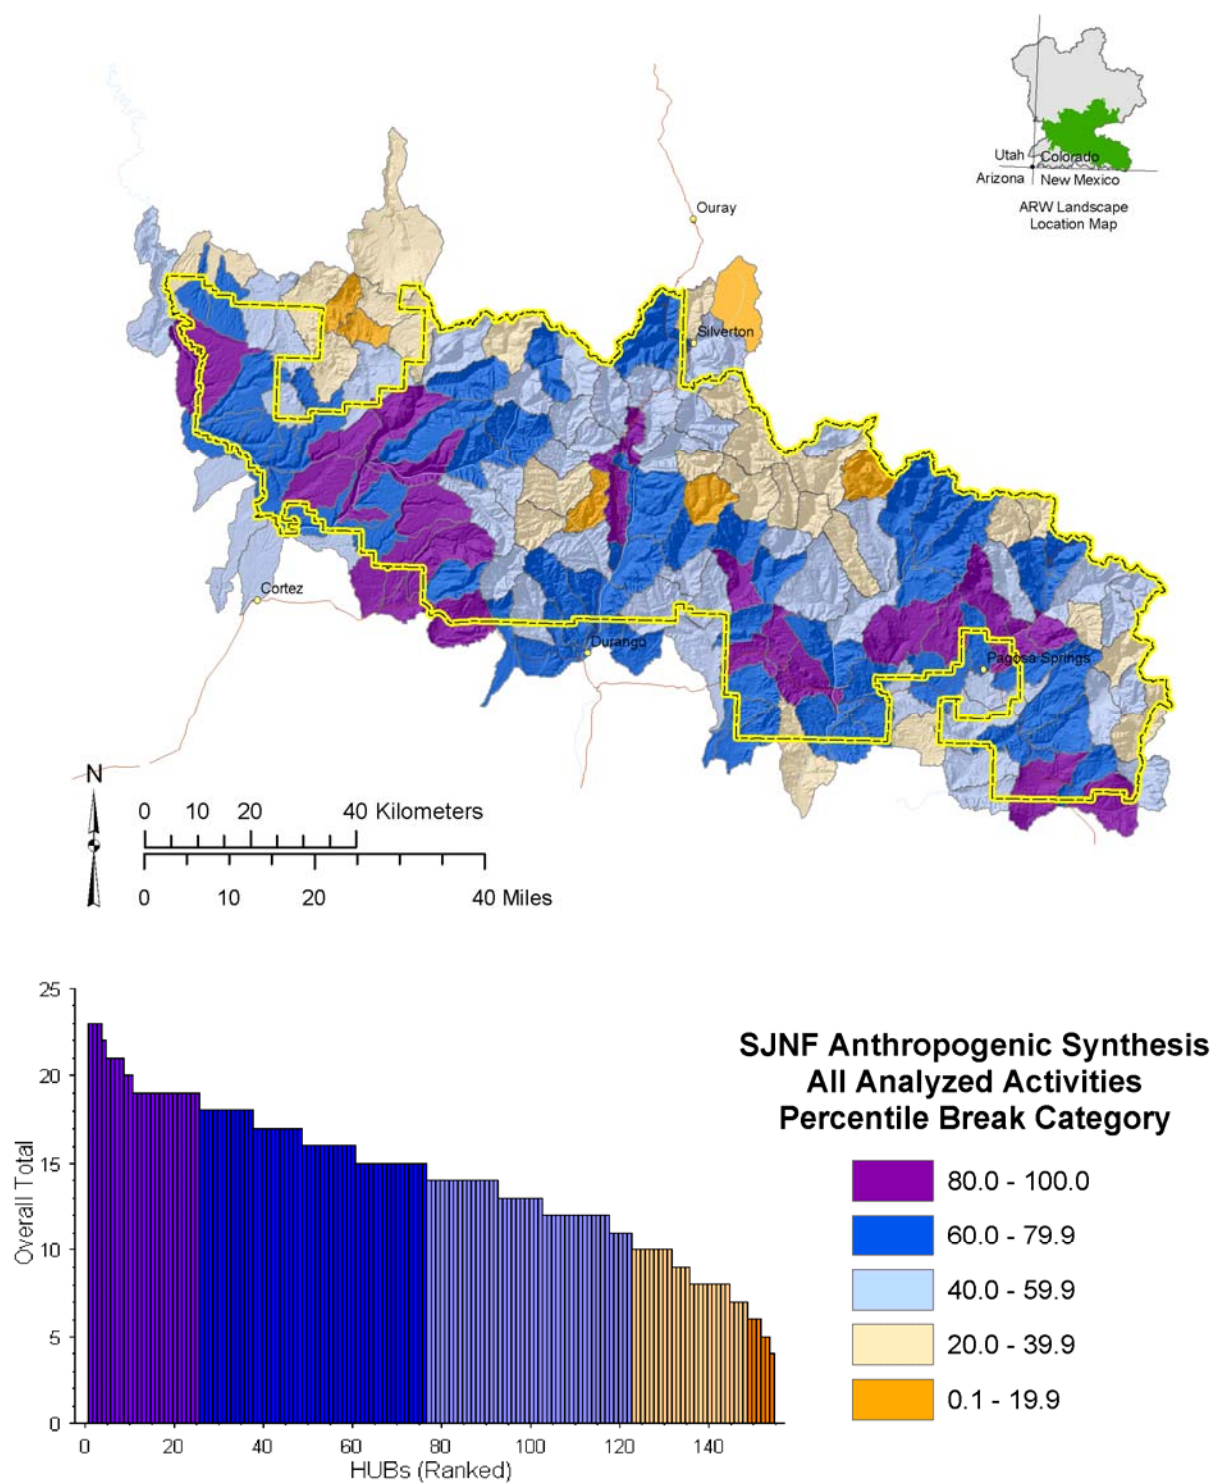 Utah
Colorado
Arizona
New Mexico
ARW Landscape
Location Map
Ouray
Silverton
Cortez
Durango
Pagosa Springs
N
0 10 20 40 Kilometers
0 10 20 40 Miles
25
20
15
10
5
0
Overall Total
0 20 40 60 80 100 120 140
HUBs (Ranked)
SJNF Anthropogenic Synthesis
All Analyzed Activities
Percentile Break Category
80.0 - 100.0
60.0 - 79.9
40.0 - 59.9
20.0 - 39.9
0.1 - 19.9